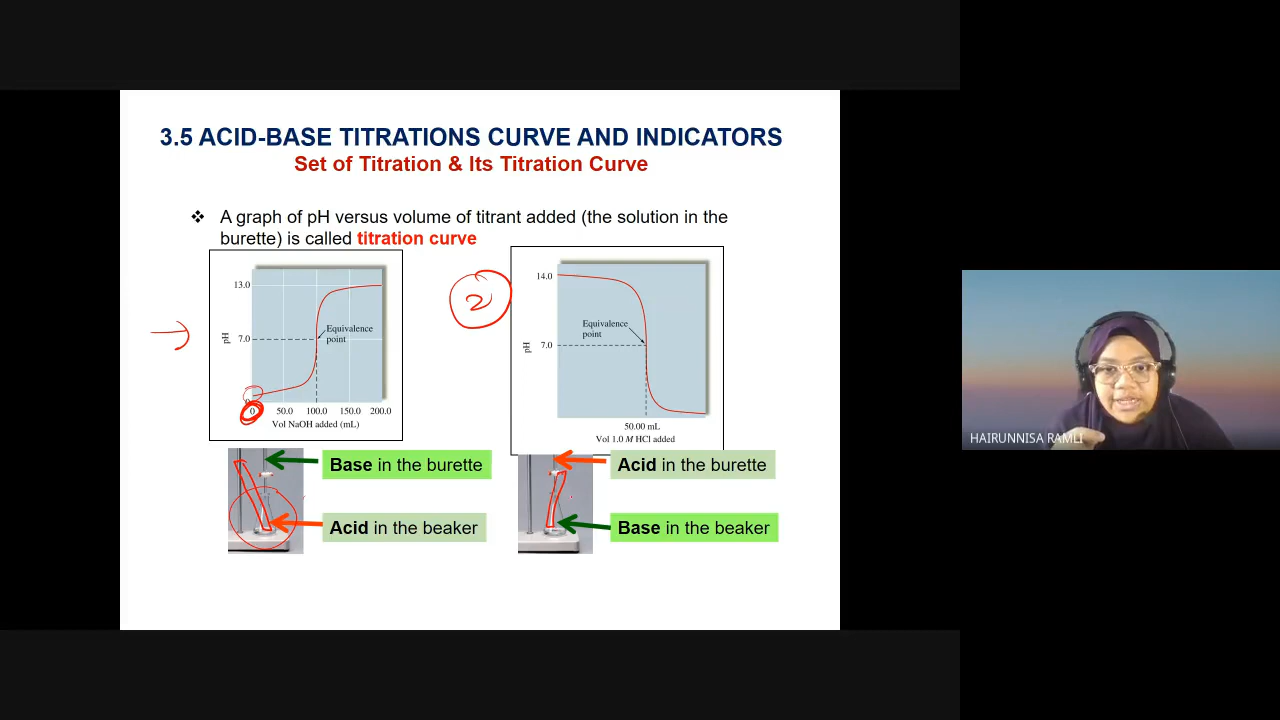 3.5 ACID-BASE TITRATIONS CURVE AND INDICATORS
Set of Titration & Its Titration Curve
❖ A graph of pH versus volume of titrant added (the solution in the
burette) is called titration curve
13.0
7.0
pH
Equivalence
point
0
0 50.0 100.0 150.0 200.0
Vol NaOH added (mL)
2
14.0
7.0
pH
Equivalence
point
50.00 mL
Vol 1.0 M HCl added
Base in the burette
Acid in the beaker
Acid in the burette
Base in the beaker
HAIRUNNISA RAMLI